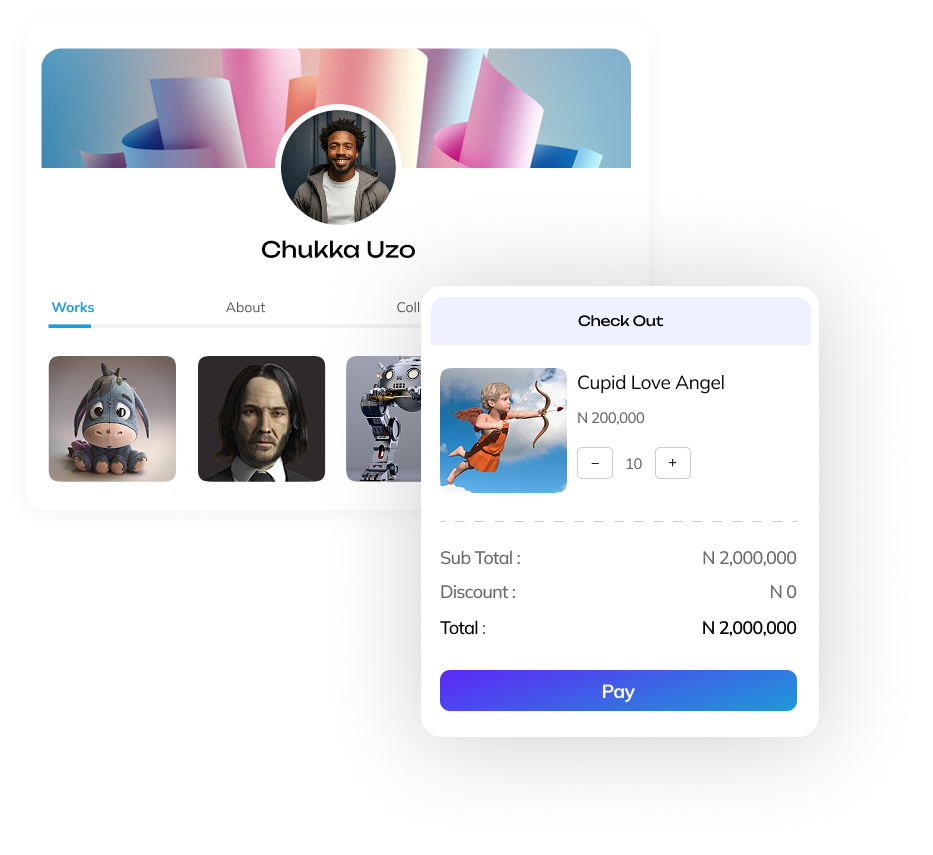 Chukka Uzo
Works
About
Coll
Check Out
Cupid Love Angel
N 200,000
− 10 +
Sub Total : N 2,000,000
Discount : N 0
Total : N 2,000,000
Pay